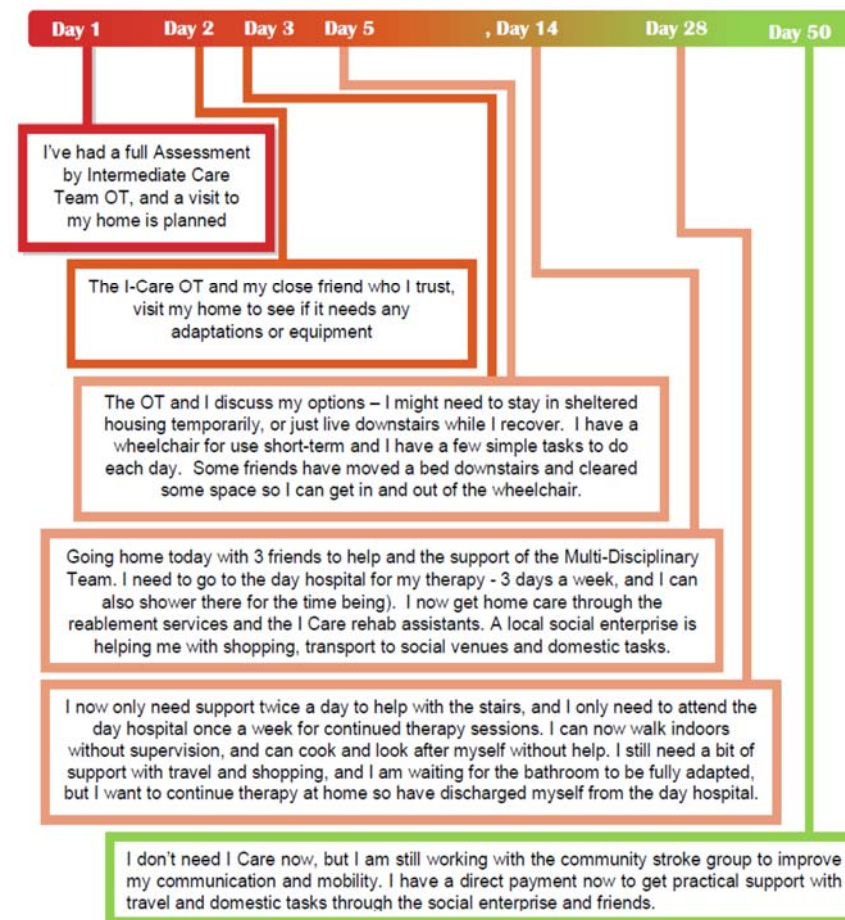 Day 1 Day 2 Day 3 Day 5 , Day 14 Day 28 Day 50
I've had a full Assessment
by Intermediate Care
Team OT, and a visit to
my home is planned
The I-Care OT and my close friend who I trust,
visit my home to see if it needs any
adaptations or equipment
The OT and I discuss my options – I might need to stay in sheltered
housing temporarily, or just live downstairs while I recover. I have a
wheelchair for use short-term and I have a few simple tasks to do
each day. Some friends have moved a bed downstairs and cleared
some space so I can get in and out of the wheelchair.
Going home today with 3 friends to help and the support of the Multi-Disciplinary
Team. I need to go to the day hospital for my therapy - 3 days a week, and I can
also shower there for the time being). I now get home care through the
reablement services and the I Care rehab assistants. A local social enterprise is
helping me with shopping, transport to social venues and domestic tasks.
I now only need support twice a day to help with the stairs, and I only need to attend the
day hospital once a week for continued therapy sessions. I can now walk indoors
without supervision, and can cook and look after myself without help. I still need a bit of
support with travel and shopping, and I am waiting for the bathroom to be fully adapted,
but I want to continue therapy at home so have discharged myself from the day hospital.
I don't need I Care now, but I am still working with the community stroke group to improve
my communication and mobility. I have a direct payment now to get practical support with
travel and domestic tasks through the social enterprise and friends.